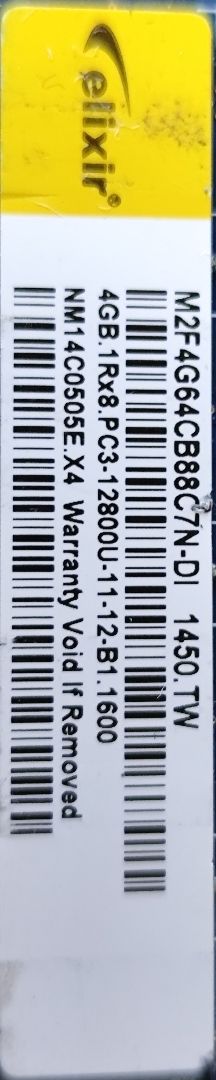 elixir®
M2F4G64CB88C7N-DI 1450.TW
4GB.1Rx8.PC3-12800U-11-12-B1.1600
NM14C0505E.X4 Warranty Void If Removed